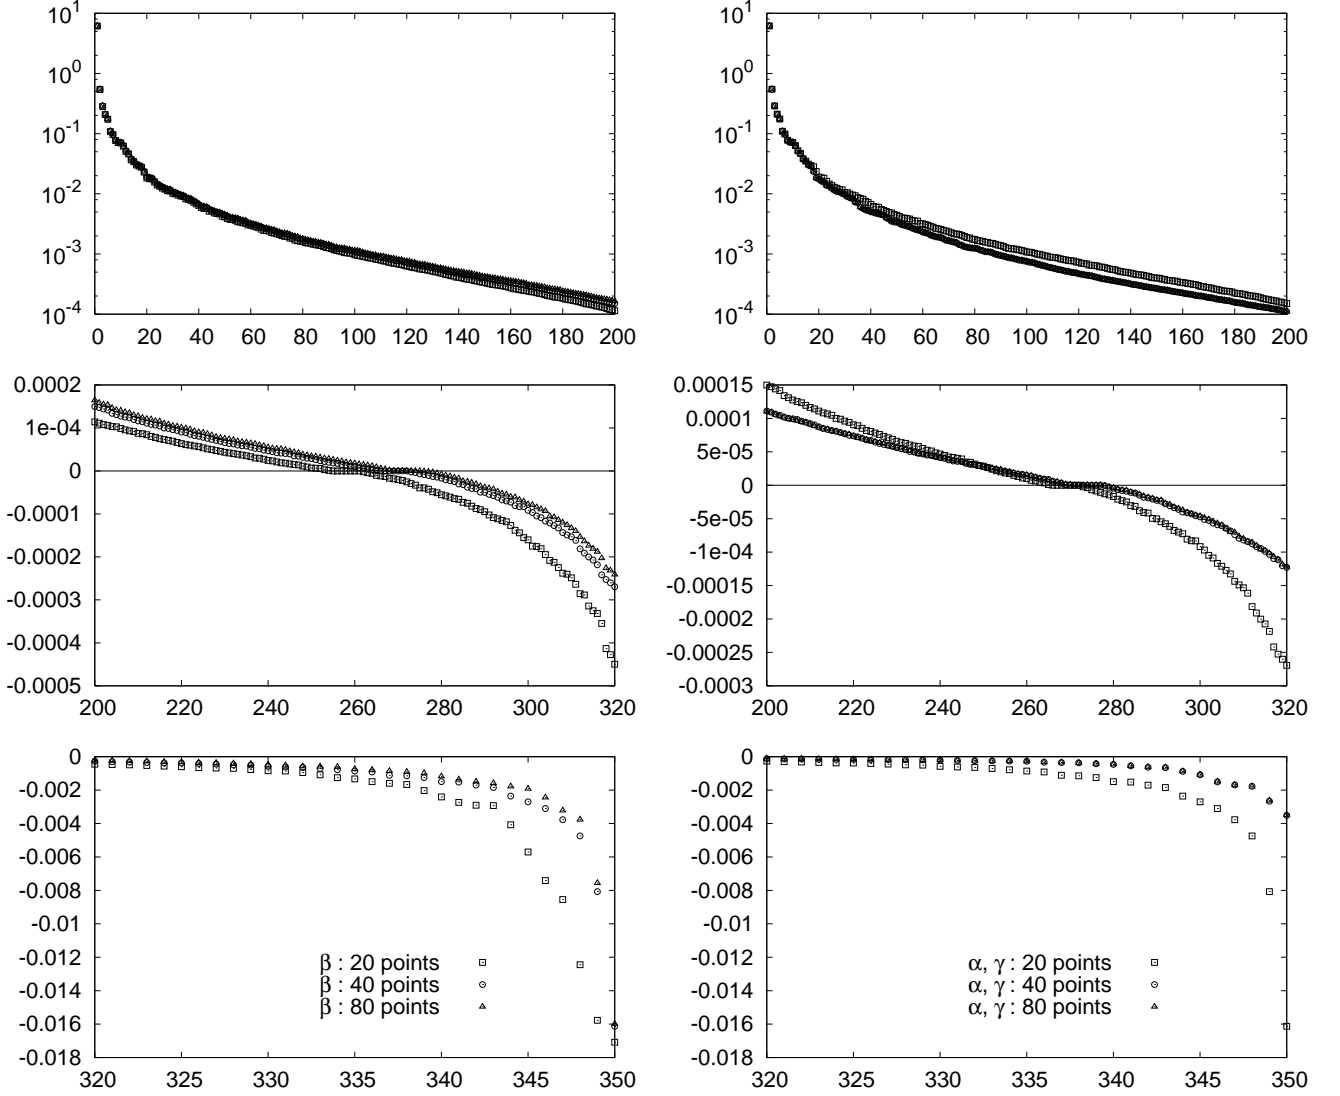 10^1
10^0
10^-1
10^-2
10^-3
10^-4
0 20 40 60 80 100 120 140 160 180 200
10^1
10^0
10^-1
10^-2
10^-3
10^-4
0 20 40 60 80 100 120 140 160 180 200
0.0002
1e-04
0
-0.0001
-0.0002
-0.0003
-0.0004
-0.0005
200 220 240 260 280 300 320
0.00015
0.0001
5e-05
0
-5e-05
-1e-04
-0.00015
-0.0002
-0.00025
-0.0003
200 220 240 260 280 300 320
0
-0.002
-0.004
-0.006
-0.008
-0.01
-0.012
-0.014
-0.016
-0.018
β : 20 points
β : 40 points
β : 80 points
320 325 330 335 340 345 350
0
-0.002
-0.004
-0.006
-0.008
-0.01
-0.012
-0.014
-0.016
-0.018
α, γ : 20 points
α, γ : 40 points
α, γ : 80 points
320 325 330 335 340 345 350